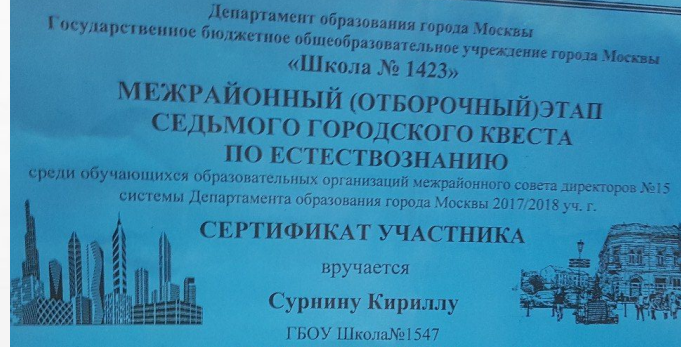 Департамент образования города Москвы
Государственное бюджетное общеобразовательное учреждение города Москвы
«Школа № 1423»
МЕЖРАЙОННЫЙ (ОТБОРОЧНЫЙ)ЭТАП
СЕДЬМОГО ГОРОДСКОГО КВЕСТА
ПО ЕСТЕСТВОЗНАНИЮ
среди обучающихся образовательных организаций межрайонного совета директоров №15
системы Департамента образования города Москвы 2017/2018 уч. г.
СЕРТИФИКАТ УЧАСТНИКА
вручается
Сурнину Кириллу
ГБОУ Школа№1547